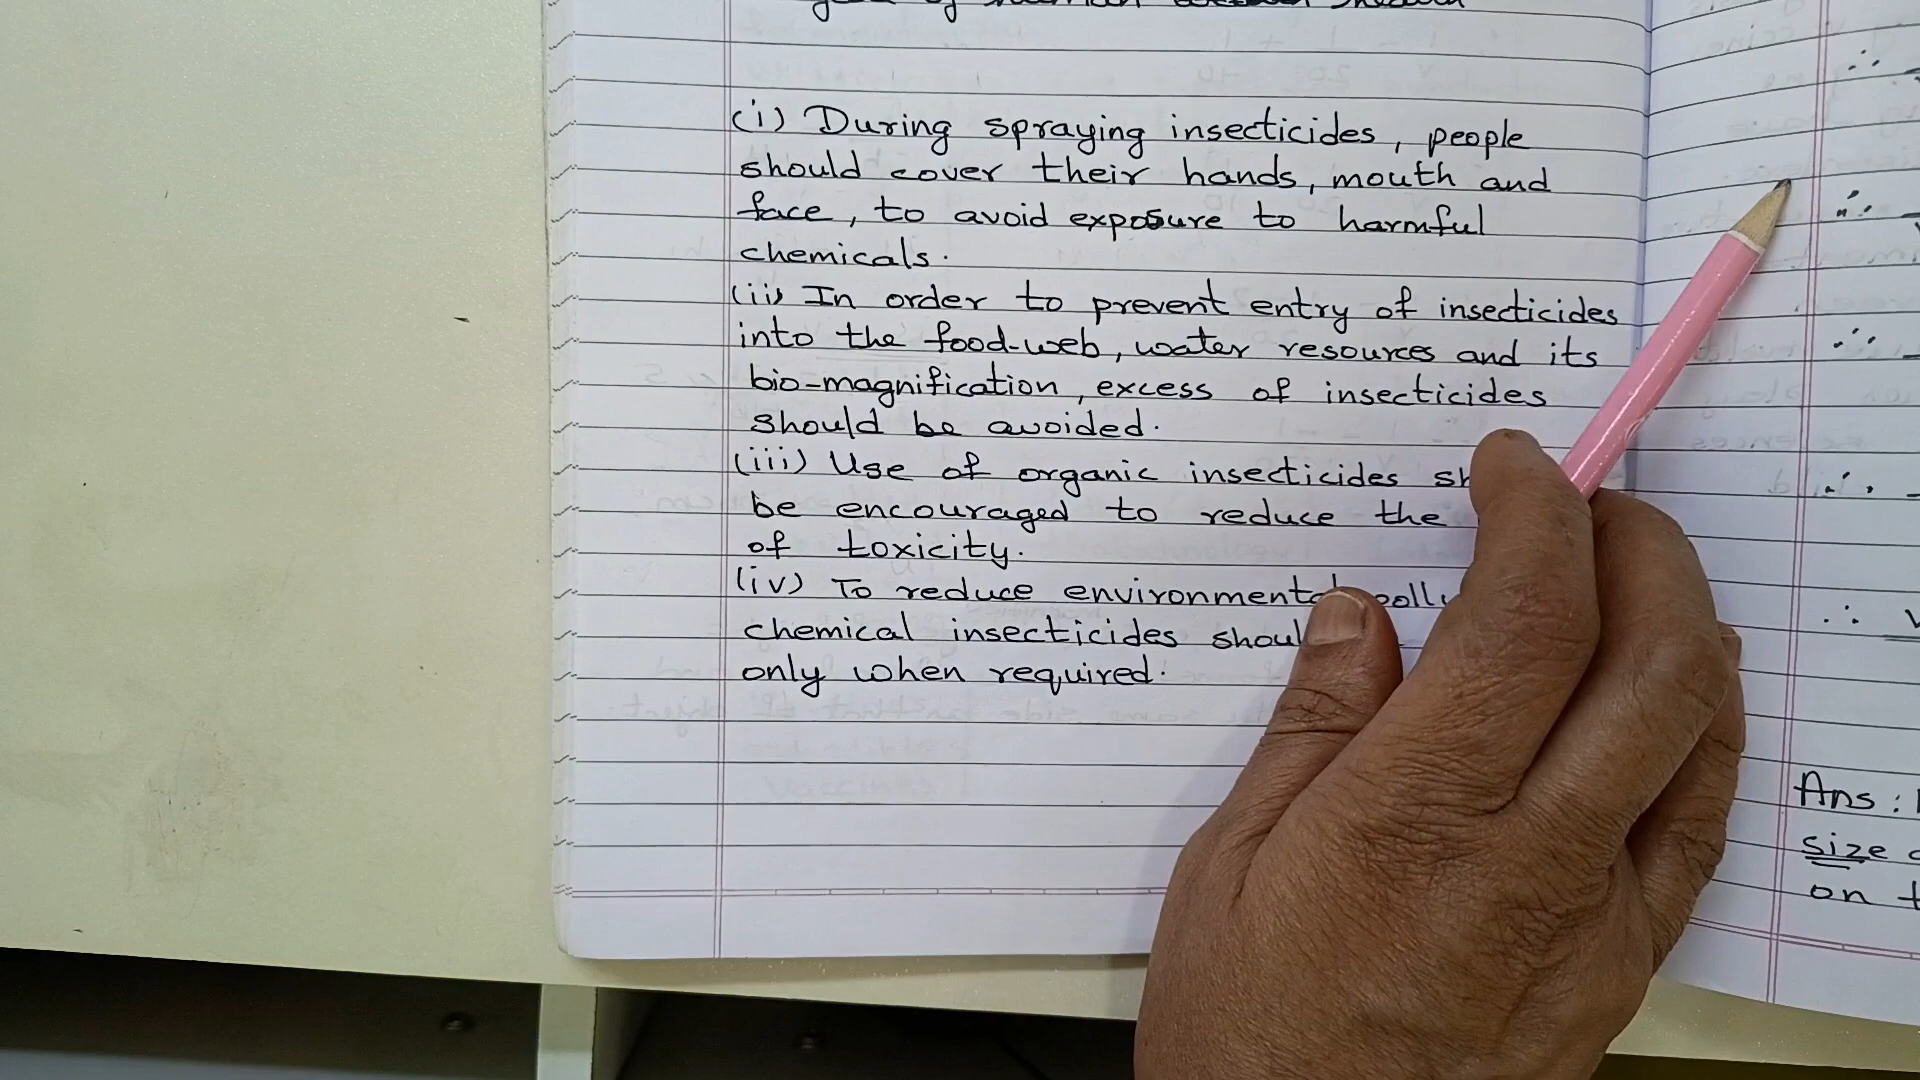 (i) During spraying insecticides, people
should cover their hands, mouth and
face, to avoid exposure to harmful
chemicals.
(ii) In order to prevent entry of insecticides
into the food-web, water resources and its
bio-magnification, excess of insecticides
should be avoided.
(iii) Use of organic insecticides
be encouraged to reduce the
of toxicity.
(iv) To reduce environmental
chemical insecticides
only when required.
Ans:
size
on